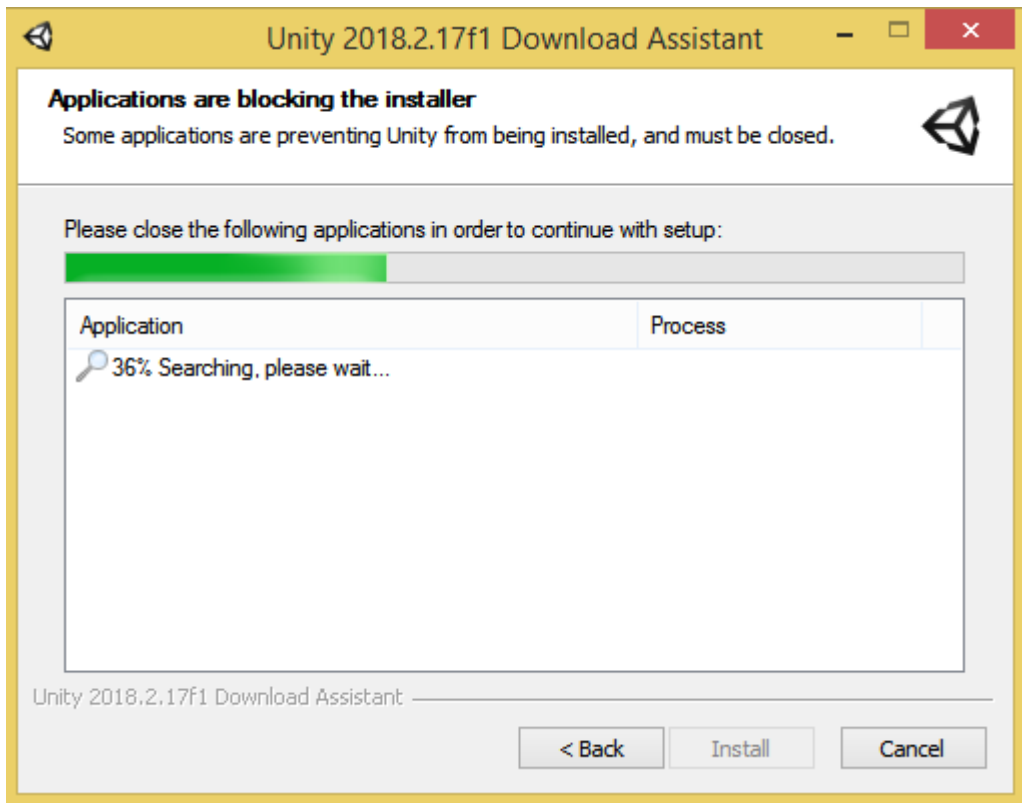 Unity 2018.2.17f1 Download Assistant
Applications are blocking the installer
Some applications are preventing Unity from being installed, and must be closed.
Please close the following applications in order to continue with setup:
Application Process
36% Searching, please wait...
Unity 2018.2.17f1 Download Assistant
< Back Install Cancel